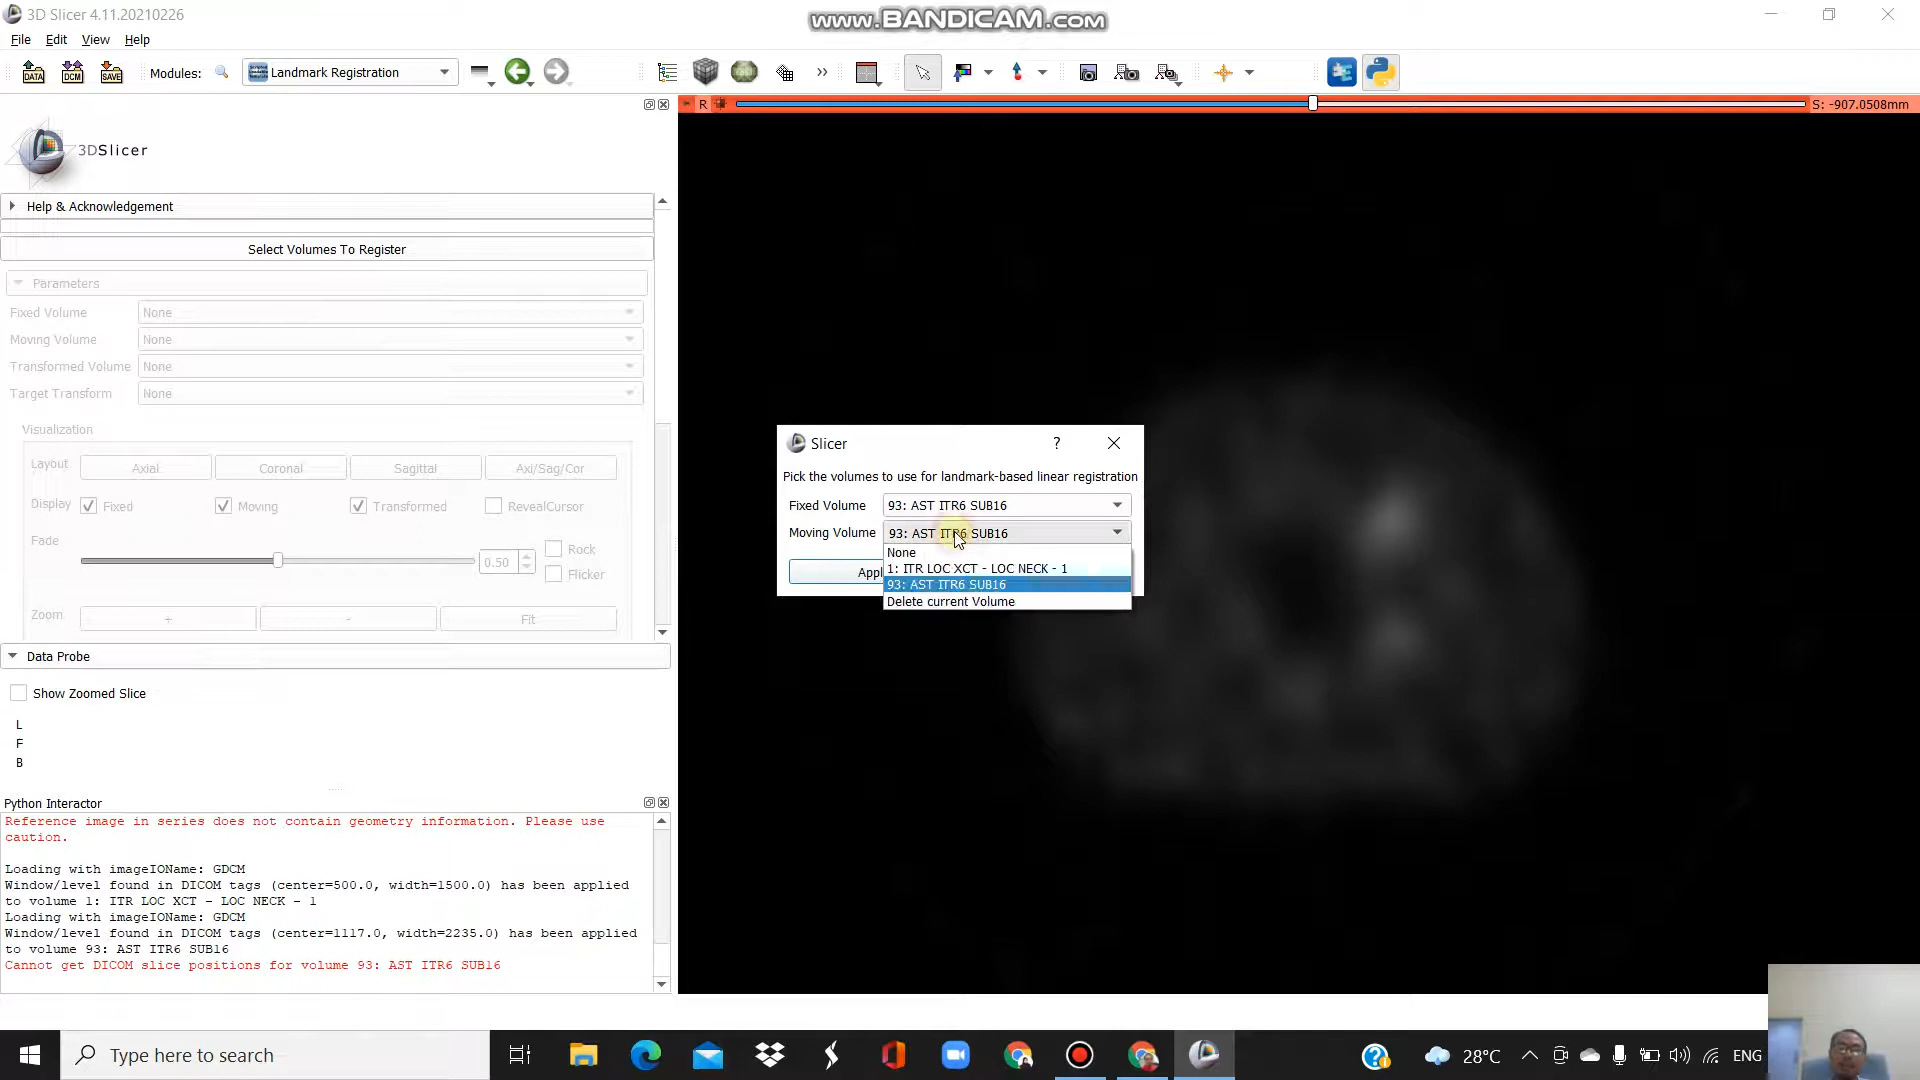 3D Slicer 4.11.20210226
www.BANDICAM.com
File Edit View Help
DATA DCM SAVE Modules: Landmark Registration
R S: -907.0508mm
3DSlicer
Help & Acknowledgement
Select Volumes To Register
Parameters
Fixed Volume None
Moving Volume None
Transformed Volume None
Target Transform None
Visualization
Layout Axial Coronal Sagittal Axi/Sag/Cor
Display Fixed Moving Transformed RevealCursor
Fade 0.50 Rock
Flicker
Zoom + - Fit
Data Probe
Show Zoomed Slice
L
F
B
Python Interactor
Reference image in series does not contain geometry information. Please use
caution.
Loading with imageIOName: GDCM
Window/level found in DICOM tags (center=500.0, width=1500.0) has been applied
to volume 1: ITR LOC XCT - LOC NECK - 1
Loading with imageIOName: GDCM
Window/level found in DICOM tags (center=1117.0, width=2235.0) has been applied
to volume 93: AST ITR6 SUB16
Cannot get DICOM slice positions for volume 93: AST ITR6 SUB16
Slicer ?
Pick the volumes to use for landmark-based linear registration
Fixed Volume 93: AST ITR6 SUB16
Moving Volume 93: AST ITR6 SUB16
None
1: ITR LOC XCT - LOC NECK - 1
93: AST ITR6 SUB16
Delete current Volume
Appl
Type here to search
28°C ENG